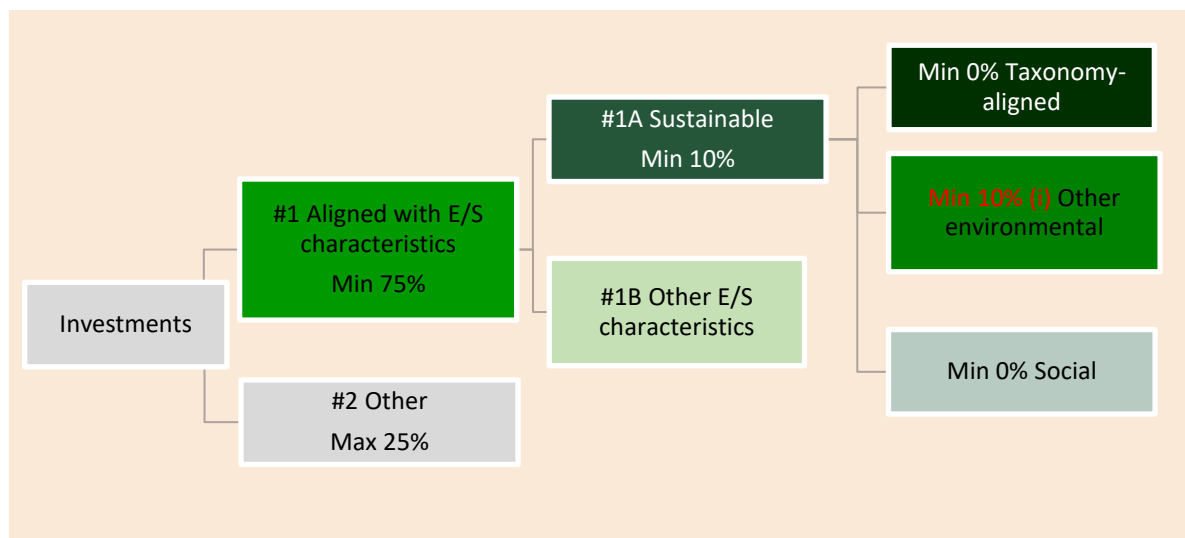 Investments
#1 Aligned with E/S
characteristics
Min 75%
#2 Other
Max 25%
#1A Sustainable
Min 10%
#1B Other E/S
characteristics
Min 0% Taxonomy-
aligned
Min 10% (i) Other
environmental
Min 0% Social